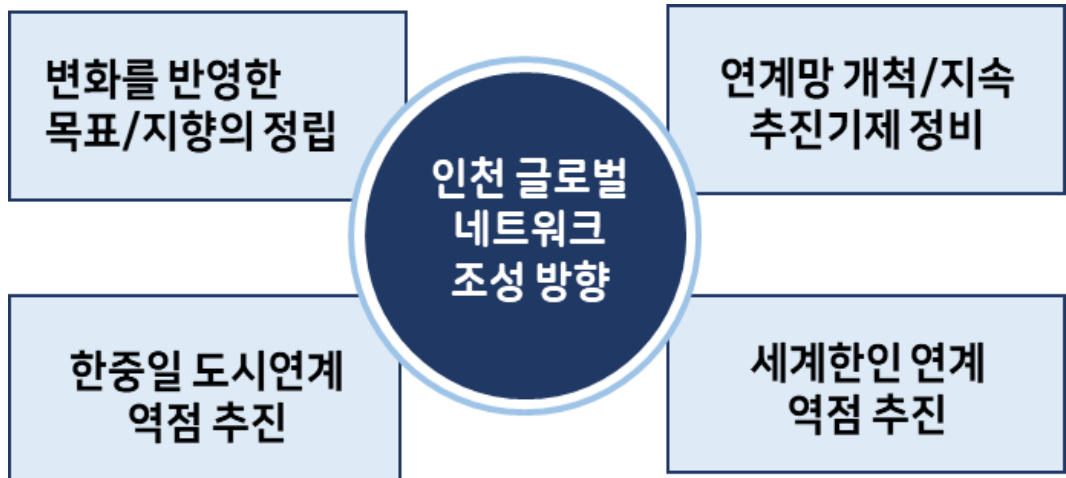 변화를 반영한
목표/지향의 정립
연계망 개척/지속
추진기제 정비
인천 글로벌
네트워크
조성 방향
한중일 도시연계
역점 추진
세계한인 연계
역점 추진